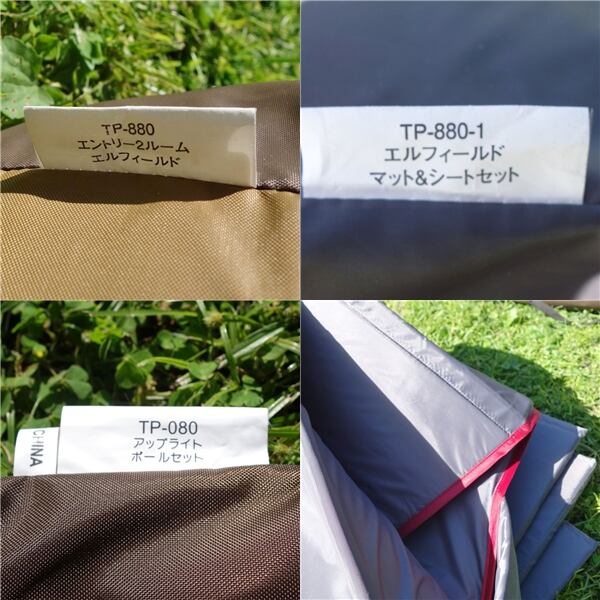 TP-880
エントリー2ルーム
エルフィールド
TP-880-1
エルフィールド
マット&シートセット
TP-080
アップライト
ポールセット
CHINA